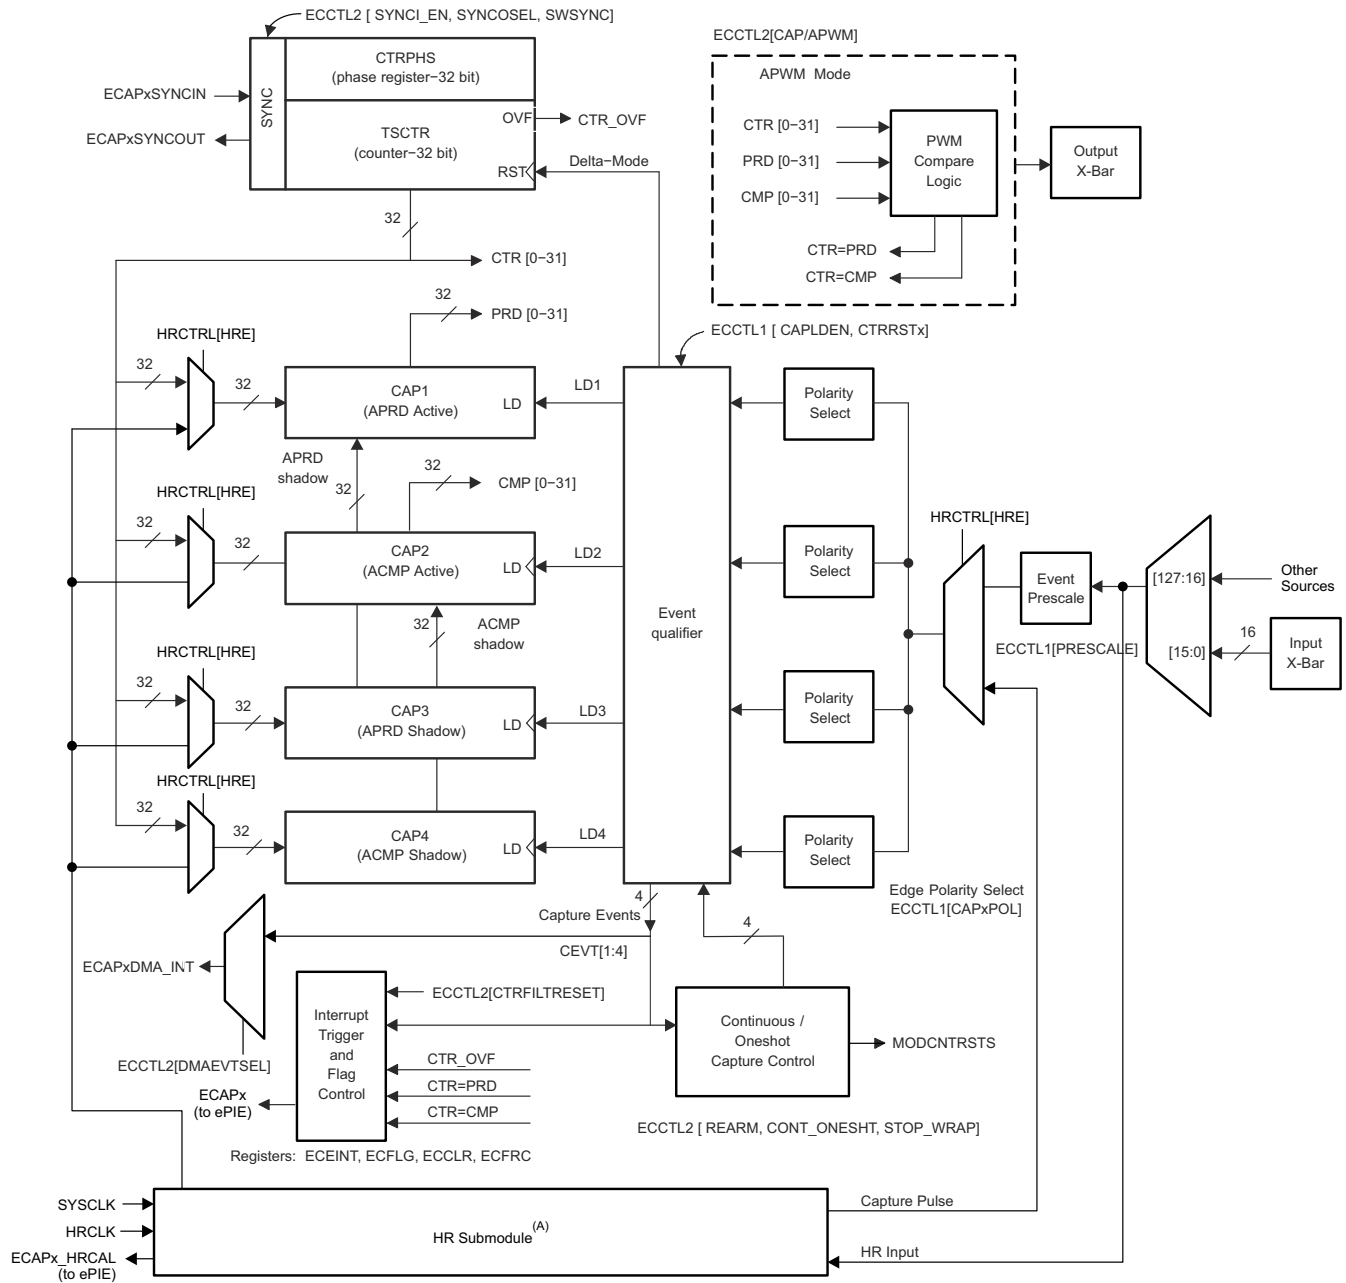 ECCTL2 [ SYNCI_EN, SYNCOSEL, SWSYNC]
SYNC
CTRPHS
(phase register−32 bit)
TSCTR
(counter−32 bit)
OVF
RST
ECAPxSYNCIN
ECAPxSYNCOUT
CTR_OVF
Delta−Mode
ECCTL2[CAP/APWM]
APWM Mode
CTR [0−31]
PRD [0−31]
CMP [0−31]
PWM
Compare
Logic
CTR=PRD
CTR=CMP
Output
X-Bar
32
CTR [0−31]
32
PRD [0−31]
ECCTL1 [ CAPLDEN, CTRRSTx]
HRCTRL[HRE]
32
32
CAP1
(APRD Active)
LD
LD1
Polarity
Select
APRD
shadow
32
32
CMP [0−31]
HRCTRL[HRE]
32
32
CAP2
(ACMP Active)
LD
LD2
Polarity
Select
HRCTRL[HRE]
Event
Prescale
ECCTL1[PRESCALE]
[127:16]
[15:0]
Other
Sources
16
Input
X-Bar
32
ACMP
shadow
Event
qualifier
HRCTRL[HRE]
32
32
CAP3
(APRD Shadow)
LD
LD3
Polarity
Select
HRCTRL[HRE]
32
32
CAP4
(ACMP Shadow)
LD
LD4
Polarity
Select
Edge Polarity Select
ECCTL1[CAPxPOL]
4
Capture Events
CEVT[1:4]
4
ECAPxDMA_INT
ECCTL2[DMAEVTSEL]
Interrupt
Trigger
and
Flag
Control
ECCTL2[CTRFILTRESET]
CTR_OVF
CTR=PRD
CTR=CMP
ECAPx
(to ePIE)
Continuous /
Oneshot
Capture Control
MODCNTRSTS
ECCTL2 [ REARM, CONT_ONESHT, STOP_WRAP]
Registers: ECEINT, ECFLG, ECCLR, ECFRC
SYSCLK
HRCLK
ECAPx_HRCAL
(to ePIE)
HR Submodule(A)
Capture Pulse
HR Input